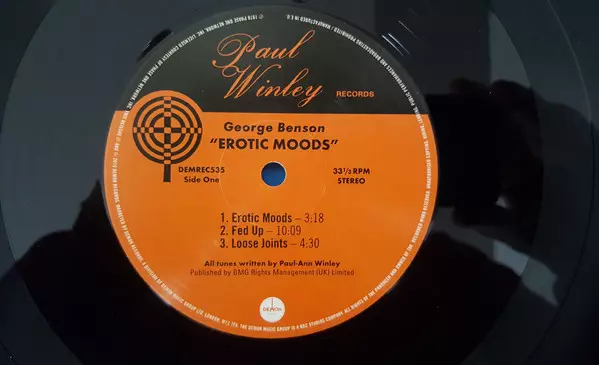 Paul
Winley
RECORDS
George Benson
"EROTIC MOODS"
DEMREC535
Side One
33⅓ RPM
STEREO
1. Erotic Moods – 3:18
2. Fed Up – 10:09
3. Loose Joints – 4:30
All tunes written by Paul-Ann Winley
Published by BMG Rights Management (UK) Limited
DEMON